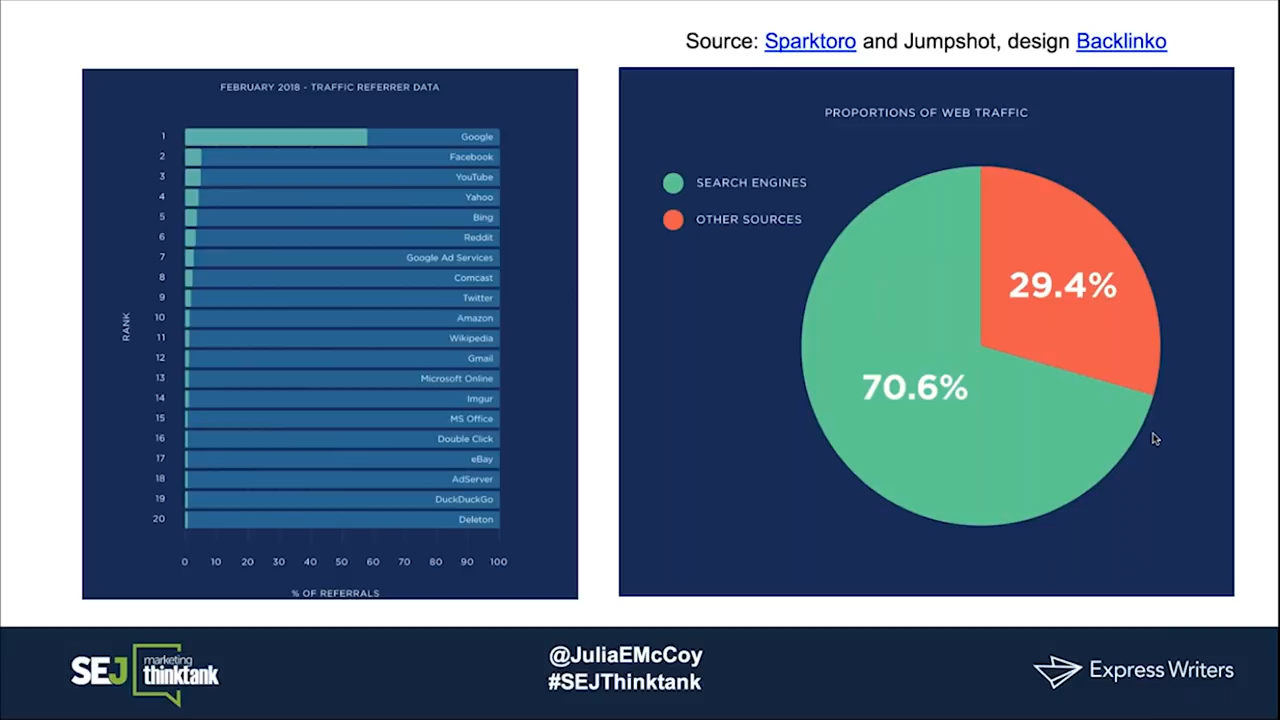 Source: Sparktoro and Jumpshot, design Backlinko
FEBRUARY 2018 - TRAFFIC REFERRER DATA
RANK
1 Google
2 Facebook
3 YouTube
4 Yahoo
5 Bing
6 Reddit
7 Google Ad Services
8 Comcast
9 Twitter
10 Amazon
11 Wikipedia
12 Gmail
13 Microsoft Online
14 Imgur
15 MS Office
16 Double Click
17 eBay
18 AdServer
19 DuckDuckGo
20 Deleton
0 10 20 30 40 50 60 70 80 90 100
% OF REFERRALS
PROPORTIONS OF WEB TRAFFIC
SEARCH ENGINES
OTHER SOURCES
29.4%
70.6%
SEJ marketing
thinktank
@JuliaEMcCoy
#SEJThinktank
Express Writers